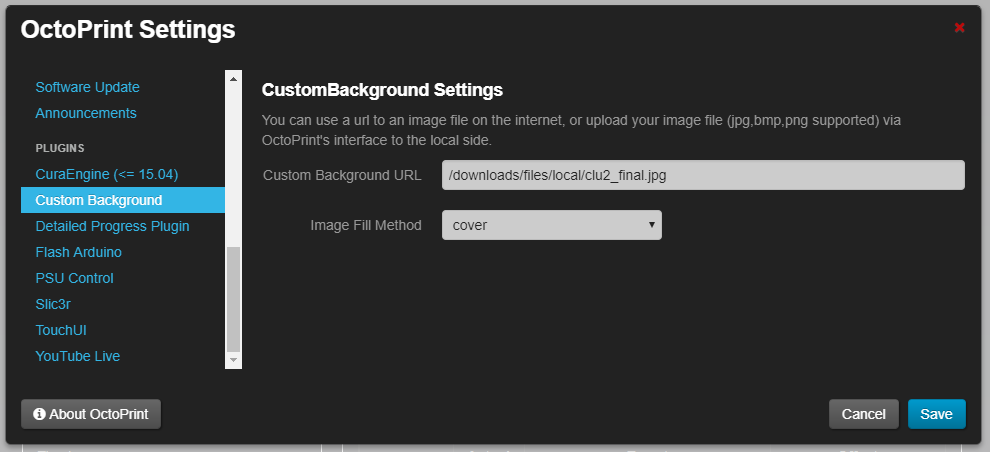 OctoPrint Settings
Software Update
Announcements
PLUGINS
CuraEngine (<= 15.04)
Custom Background
Detailed Progress Plugin
Flash Arduino
PSU Control
Slic3r
TouchUI
YouTube Live
CustomBackground Settings
You can use a url to an image file on the internet, or upload your image file (jpg,bmp,png supported) via
OctoPrint's interface to the local side.
Custom Background URL
/downloads/files/local/clu2_final.jpg
Image Fill Method
cover
About OctoPrint
Cancel
Save